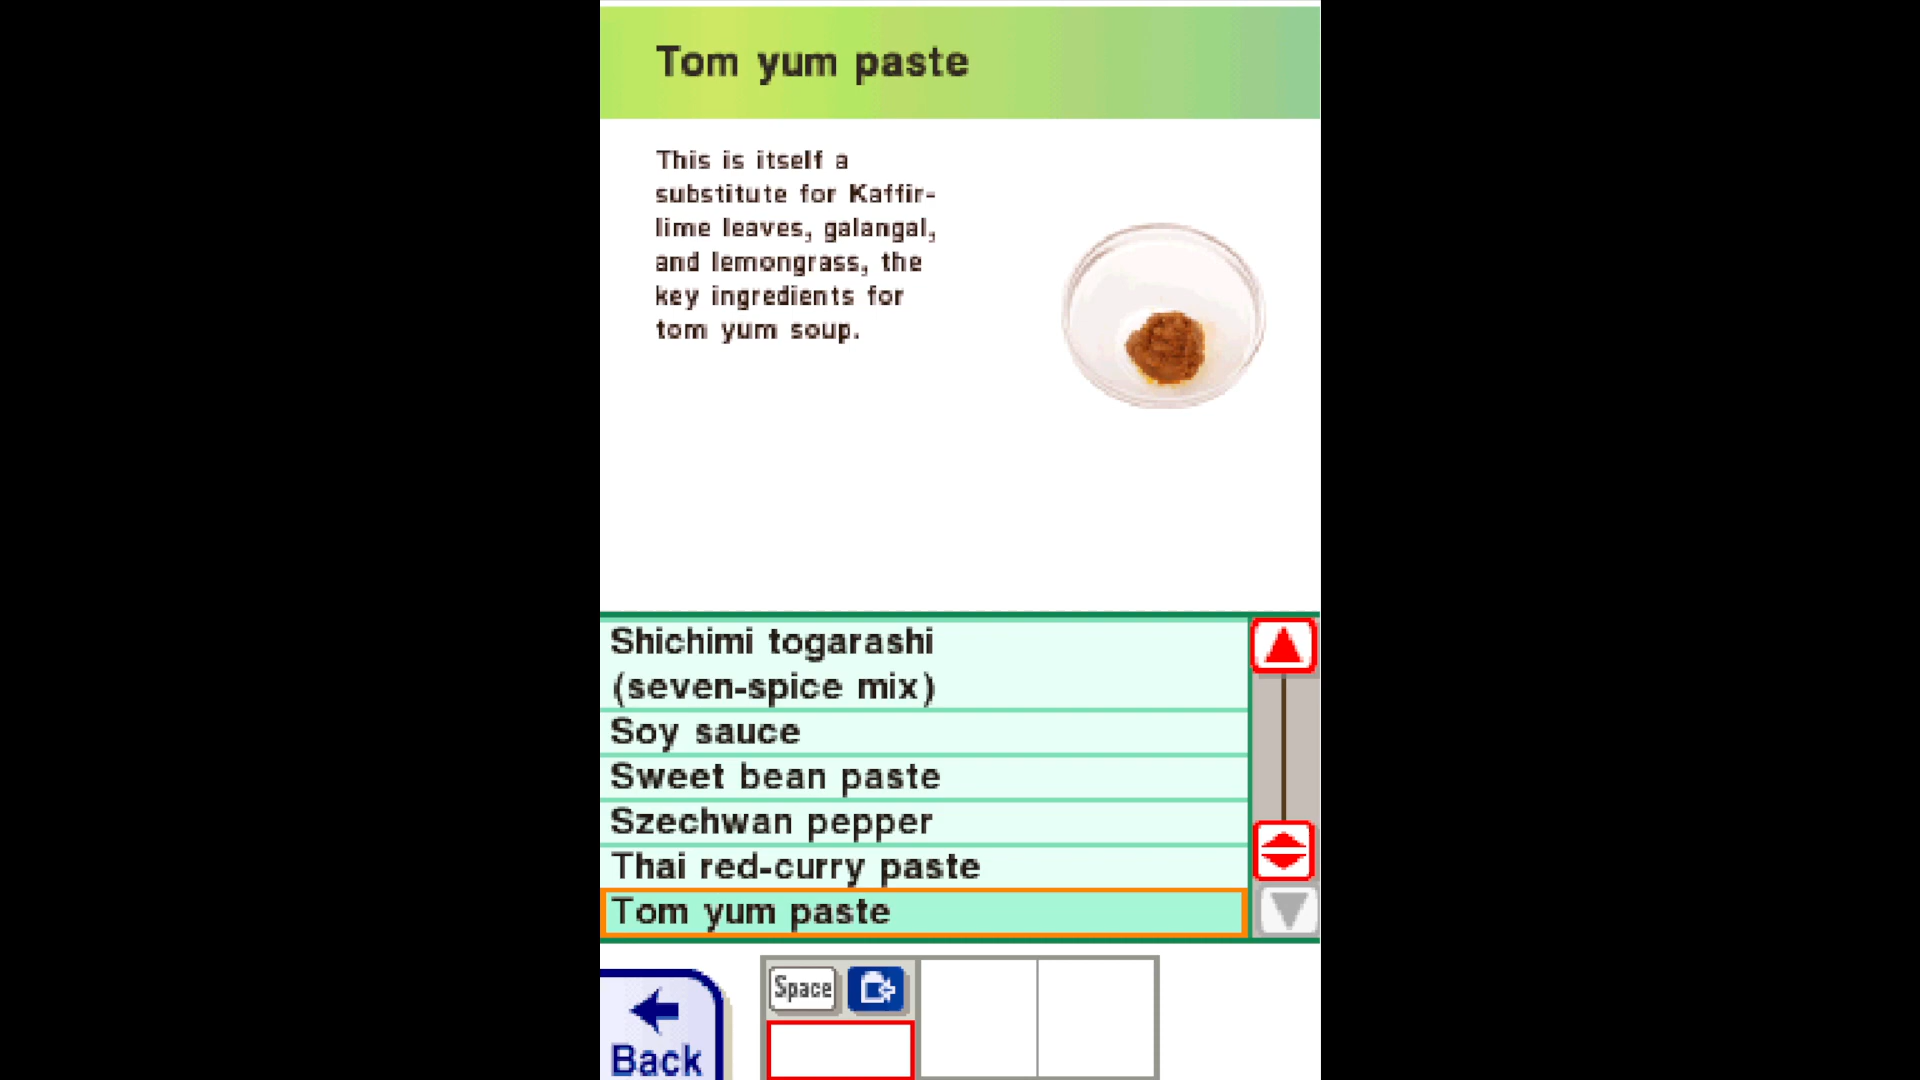 Tom yum paste
This is itself a
substitute for Kaffir-
lime leaves, galangal,
and lemongrass, the
key ingredients for
tom yum soup.
Shichimi togarashi
(seven-spice mix)
Soy sauce
Sweet bean paste
Szechwan pepper
Thai red-curry paste
Tom yum paste
Space
Back